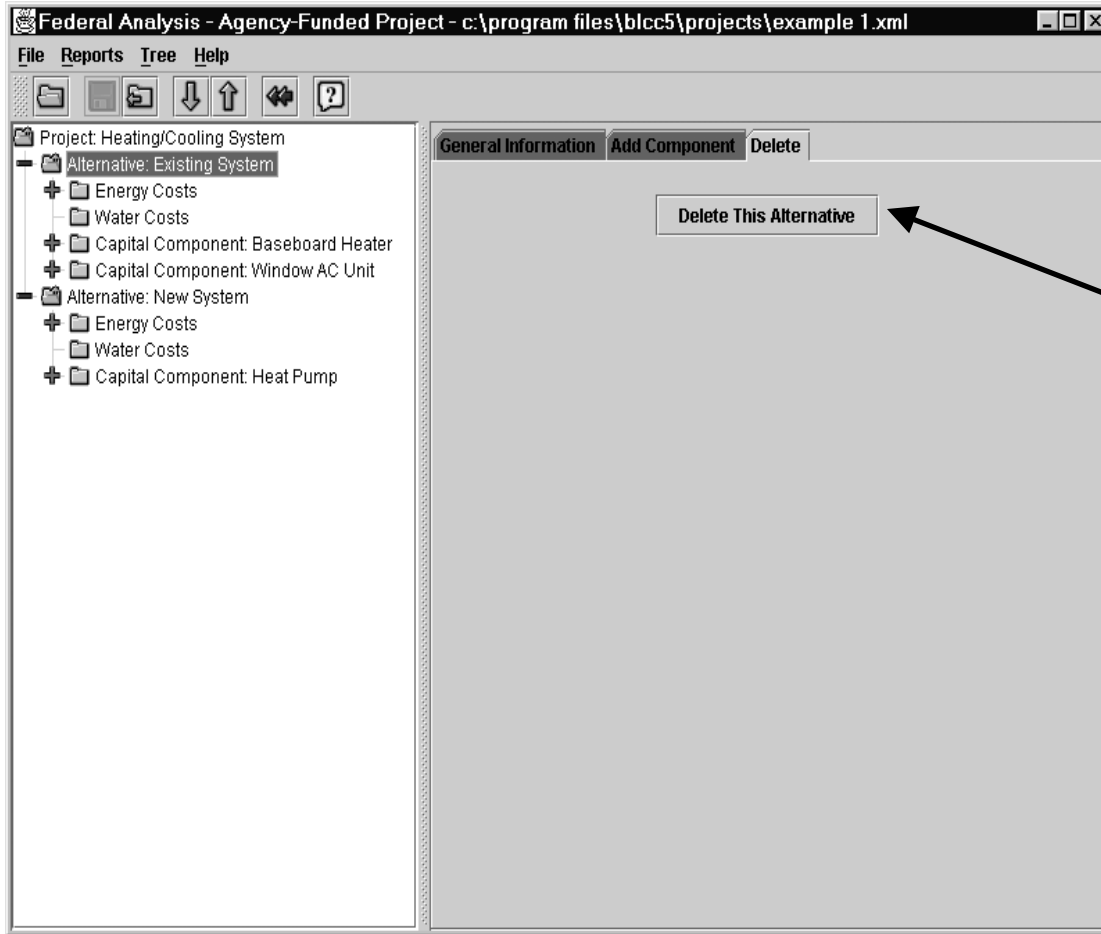 Federal Analysis - Agency-Funded Project - c:\program files\blcc5\projects\example 1.xml
File Reports Tree Help
?
Project: Heating/Cooling System
Alternative: Existing System
Energy Costs
Water Costs
Capital Component: Baseboard Heater
Capital Component: Window AC Unit
Alternative: New System
Energy Costs
Water Costs
Capital Component: Heat Pump
General Information Add Component Delete
Delete This Alternative